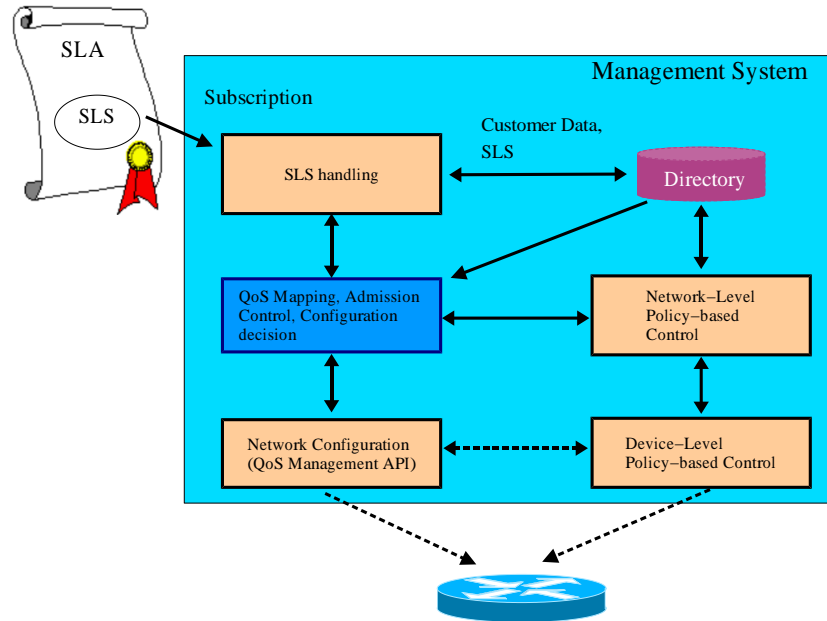 SLA
SLS
Management System
Subscription
Customer Data,
SLS
SLS handling
Directory
QoS Mapping, Admission
Control, Configuration
decision
Network−Level
Policy−based
Control
Network Configuration
(QoS Management API)
Device−Level
Policy−based Control